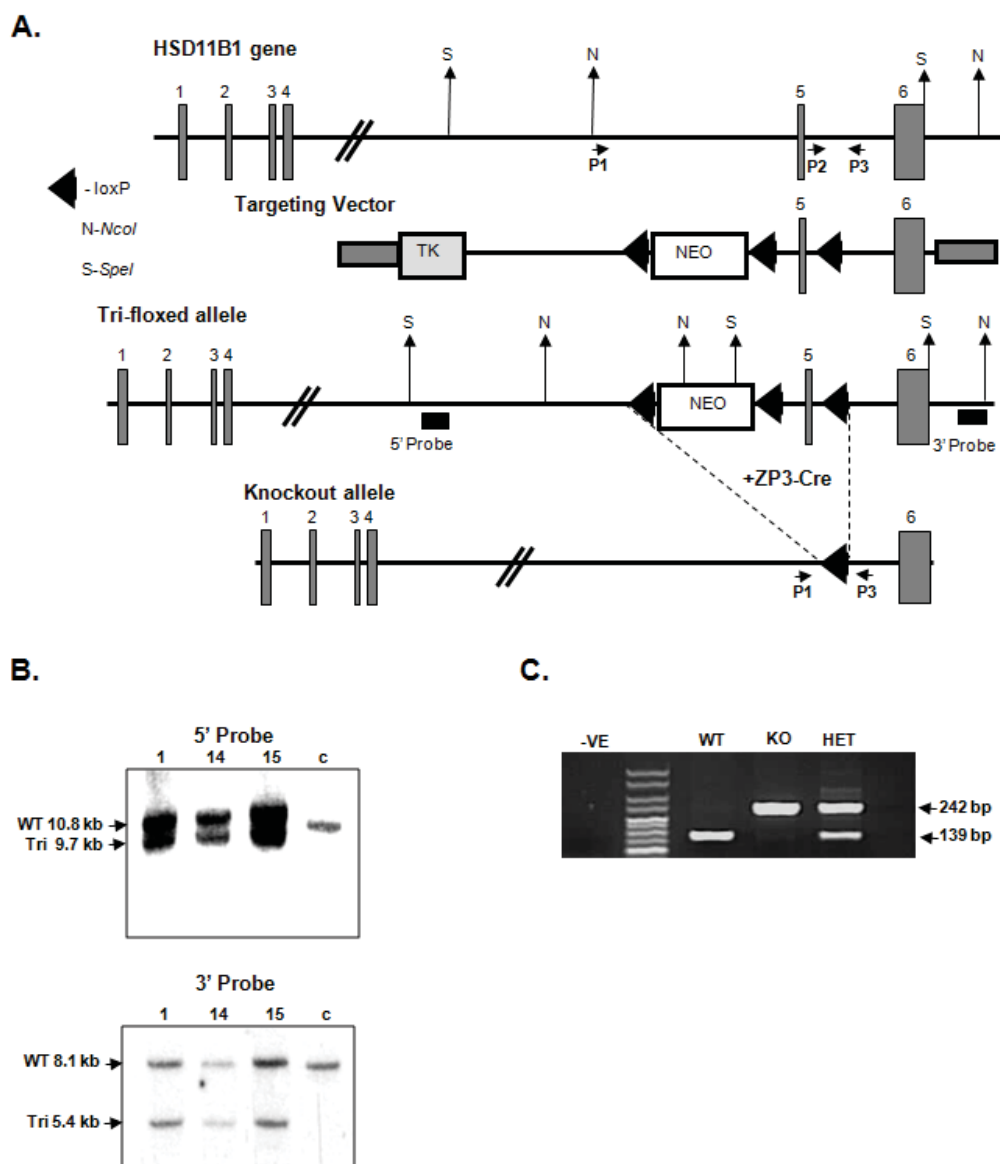 A.
HSD11B1 gene
1 2 3 4 S N 5 6 S N
P1 P2 P3
- loxP
N-NcoI
S-SpeI
Targeting Vector
TK NEO 5 6
Tri-floxed allele
1 2 3 4 S N N S 5 6 S N
NEO
5' Probe 3' Probe
+ZP3-Cre
Knockout allele
1 2 3 4 6
P1 P3
B.
5' Probe
1 14 15 c
WT 10.8 kb
Tri 9.7 kb
3' Probe
1 14 15 c
WT 8.1 kb
Tri 5.4 kb
C.
-VE WT KO HET
242 bp
139 bp